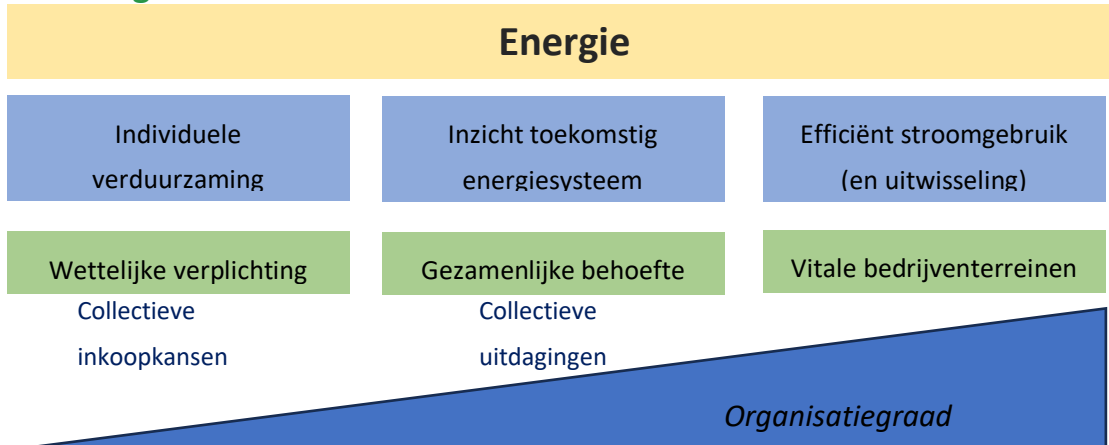 Energie
Individuele
verduurzaming
Inzicht toekomstig
energiesysteem
Efficiënt stroomgebruik
(en uitwisseling)
Wettelijke verplichting
Gezamenlijke behoefte
Vitale bedrijventerreinen
Collectieve
inkoopkansen
Collectieve
uitdagingen
Organisatiegraad